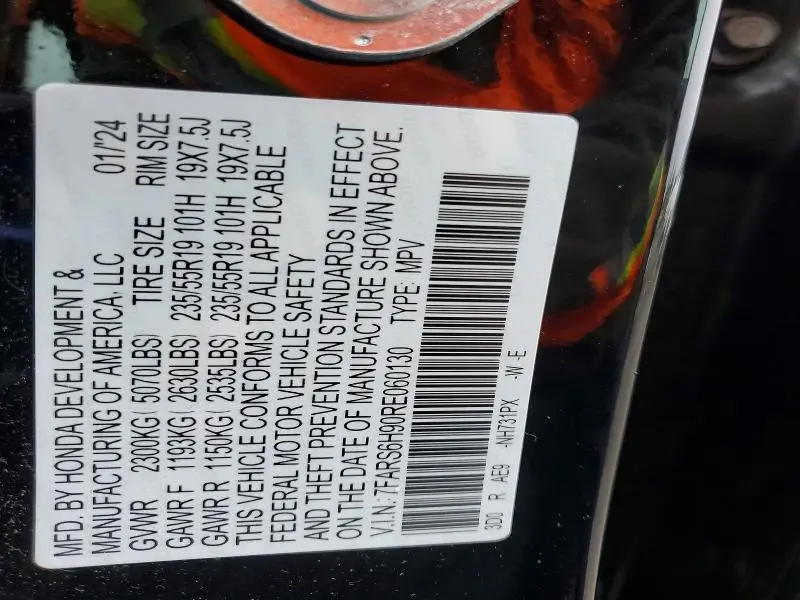 MFD. BY HONDA DEVELOPMENT &
MANUFACTURING OF AMERICA, LLC 01/'24
GVWR 2300KG( 5070LBS) TIRE SIZE RIM SIZE
GAWR F 1193KG( 2630LBS) 235/55R19 101H 19X7.5J
GAWR R 1150KG( 2535LBS) 235/55R19 101H 19X7.5J
THIS VEHICLE CONFORMS TO ALL APPLICABLE
FEDERAL MOTOR VEHICLE SAFETY
AND THEFT PREVENTION STANDARDS IN EFFECT
ON THE DATE OF MANUFACTURE SHOWN ABOVE.
V.I.N.: 7FARS6H90RE060130 TYPE: MPV
3D0 R AE9 -NH731PX -W -E